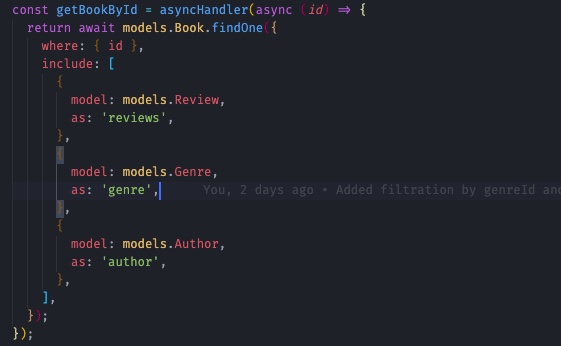 const getBookById = asyncHandler(async (id) => {
return await models.Book.findOne({
where: { id },
include: [
{
model: models.Review,
as: 'reviews',
},
{
model: models.Genre,
as: 'genre', You, 2 days ago • Added filtration by genreId and
},
{
model: models.Author,
as: 'author',
},
],
});
});